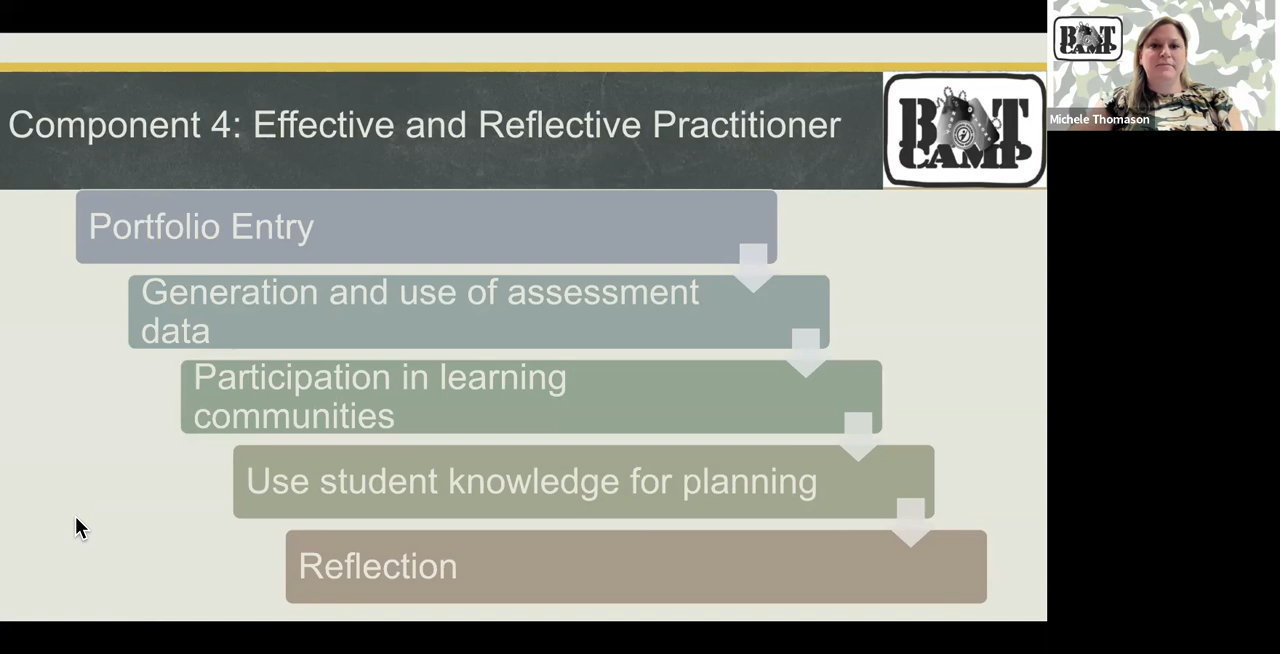 Component 4: Effective and Reflective Practitioner
BOOT
CAMP
Portfolio Entry
Generation and use of assessment
data
Participation in learning
communities
Use student knowledge for planning
Reflection
BOOT
CAMP
Michele Thomason